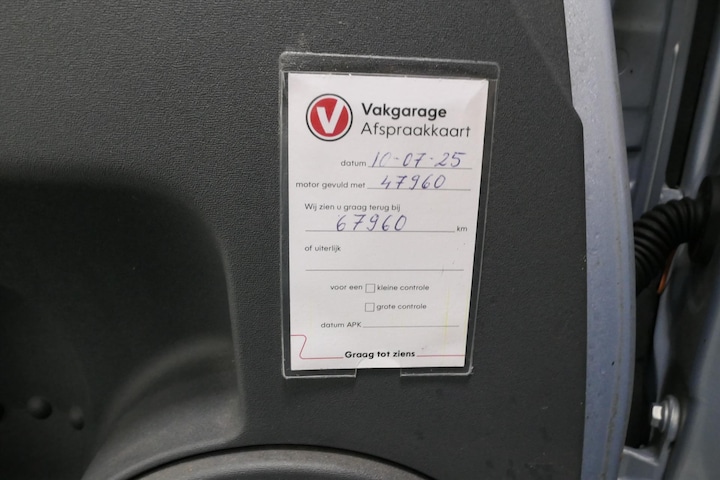 V
Vakgarage
Afspraakkaart
datum 10-07-25
motor gevuld met 47960
Wij zien u graag terug bij
67960 km
of uiterlijk
voor een kleine controle
grote controle
datum APK
Graag tot ziens